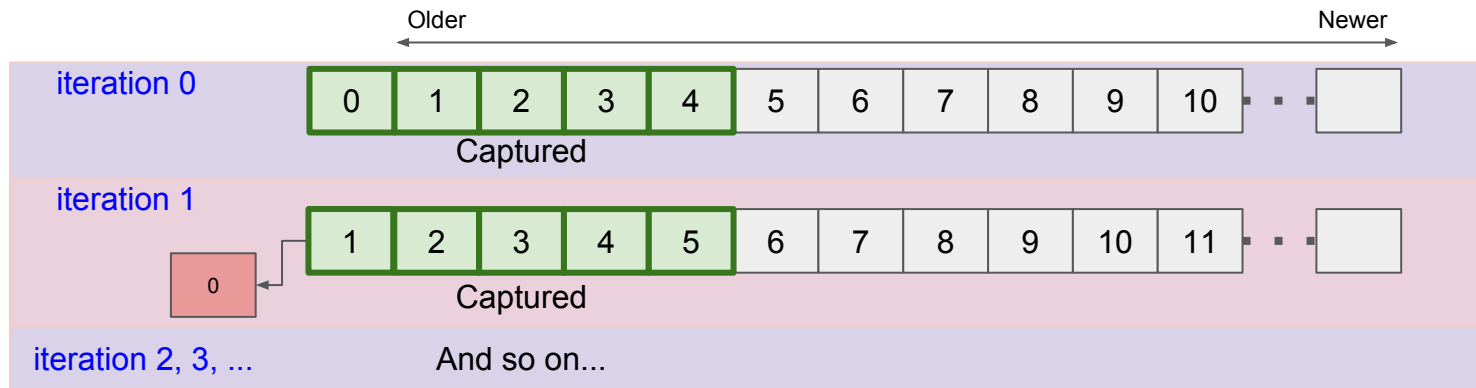 Older Newer
iteration 0
0 1 2 3 4 5 6 7 8 9 10
Captured
iteration 1
1 2 3 4 5 6 7 8 9 10 11
0
Captured
iteration 2, 3, ... And so on...